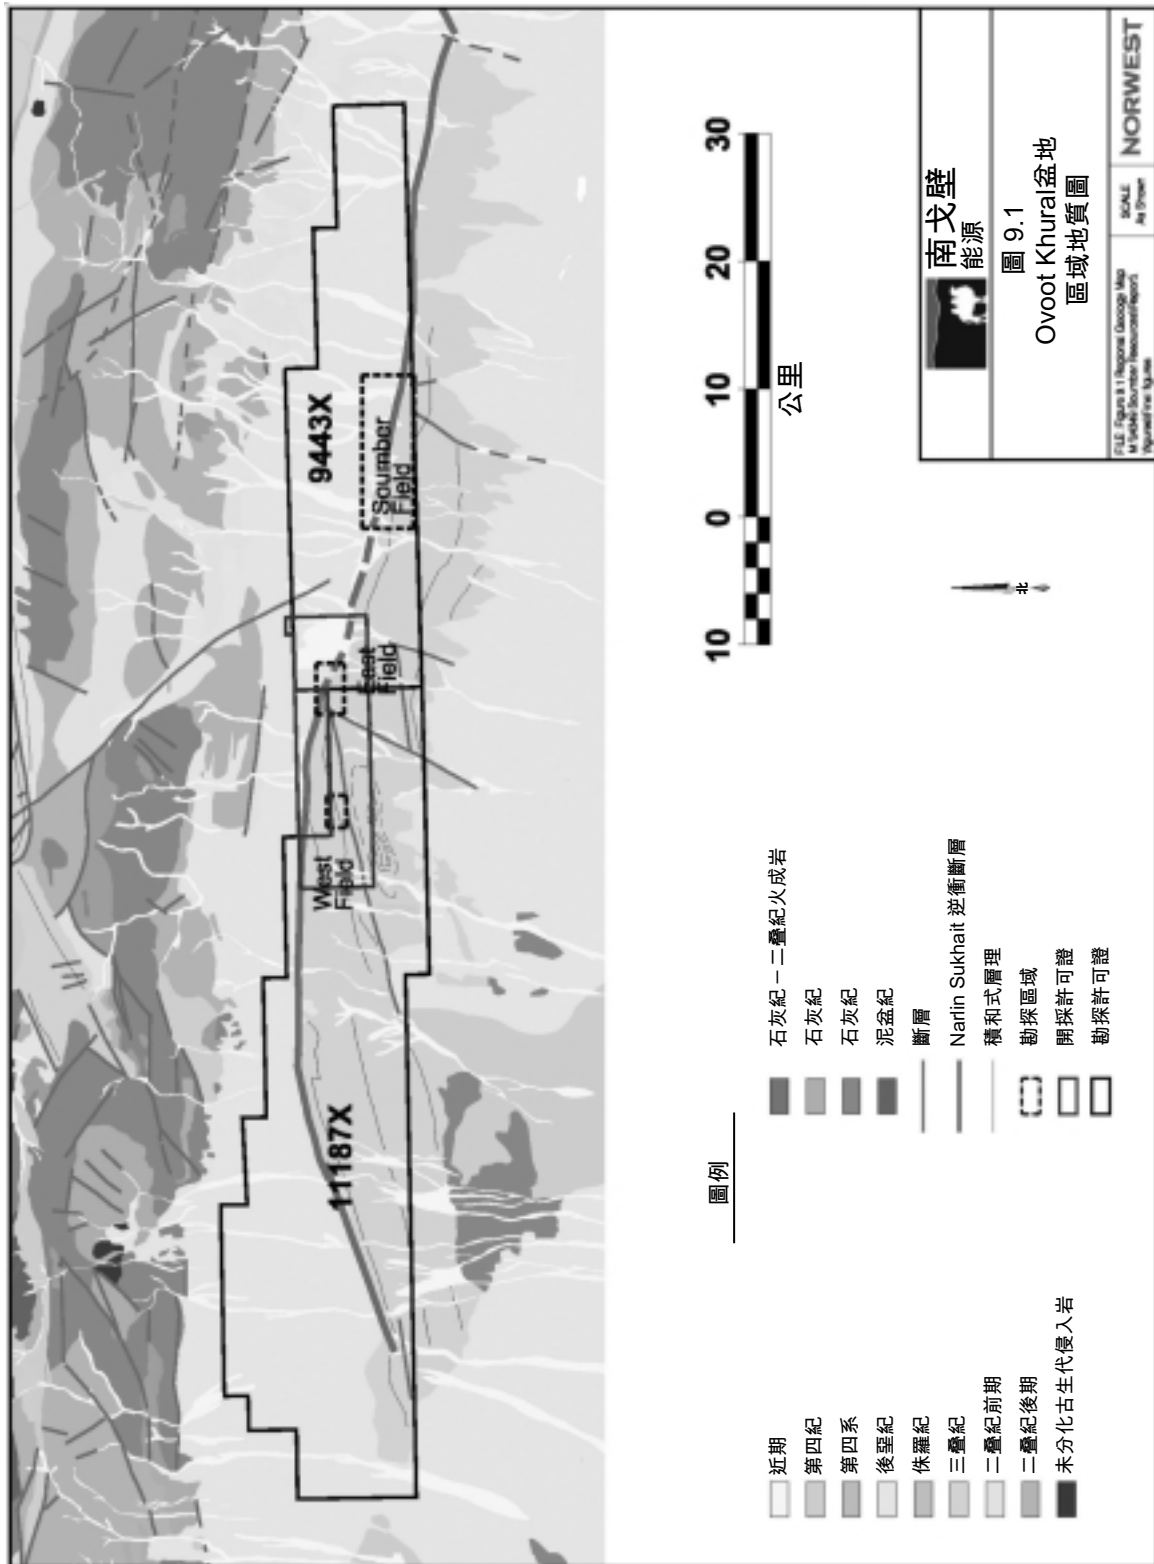 11187X
West
Field
East
Field
9443X
Soumber
Field
圖例
近期
第四紀
第四系
後堊紀
侏羅紀
三疊紀
二疊紀前期
二疊紀後期
未分化古生代侵入岩
石灰紀－二疊紀火成岩
石灰紀
石灰紀
泥盆紀
斷層
Narlin Sukhait 逆衝斷層
積和式層理
勘探區域
開採許可證
勘探許可證
北
10 0 10 20 30
公里
南戈壁
能源
圖 9.1
Ovoot Khural盆地
區域地質圖
SCALE
As Shown
NORWEST